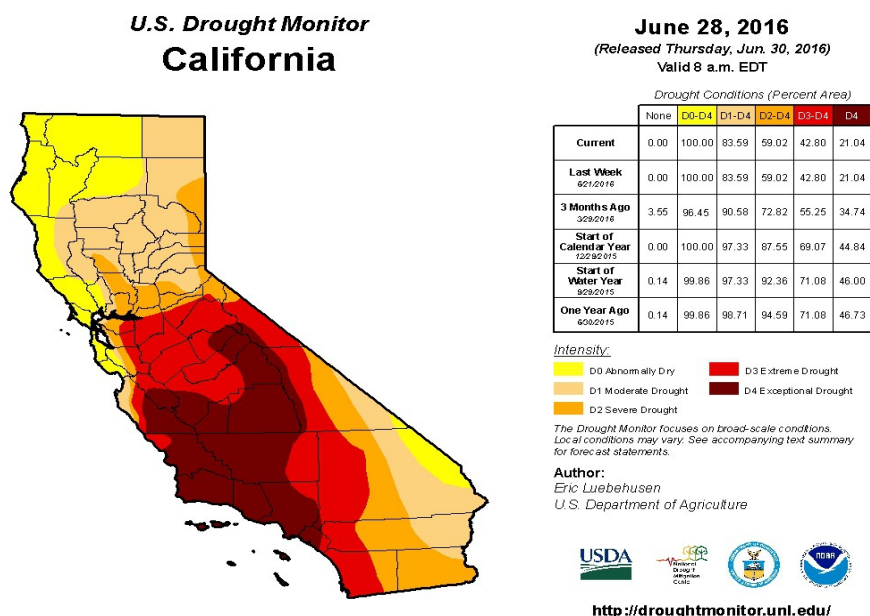 U.S. Drought Monitor
California
June 28, 2016
(Released Thursday, Jun. 30, 2016)
Valid 8 a.m. EDT
Drought Conditions (Percent Area)
None D0-D4 D1-D4 D2-D4 D3-D4 D4
Current 0.00 100.00 83.59 59.02 42.80 21.04
Last Week
6/21/2016
0.00 100.00 83.59 59.02 42.80 21.04
3 Months Ago
3/29/2016
3.55 96.45 90.58 72.82 55.25 34.74
Start of
Calendar Year
12/29/2015
0.00 100.00 97.33 87.55 69.07 44.84
Start of
Water Year
9/29/2015
0.14 99.86 97.33 92.36 71.08 46.00
One Year Ago
6/30/2015
0.14 99.86 98.71 94.59 71.08 46.73
Intensity:
D0 Abnormally Dry
D1 Moderate Drought
D2 Severe Drought
D3 Extreme Drought
D4 Exceptional Drought
The Drought Monitor focuses on broad-scale conditions.
Local conditions may vary. See accompanying text summary
for forecast statements.
Author:
Eric Luebehusen
U.S. Department of Agriculture
USDA
National
Drought
Mitigation
Center
NOAA
http://droughtmonitor.unl.edu/